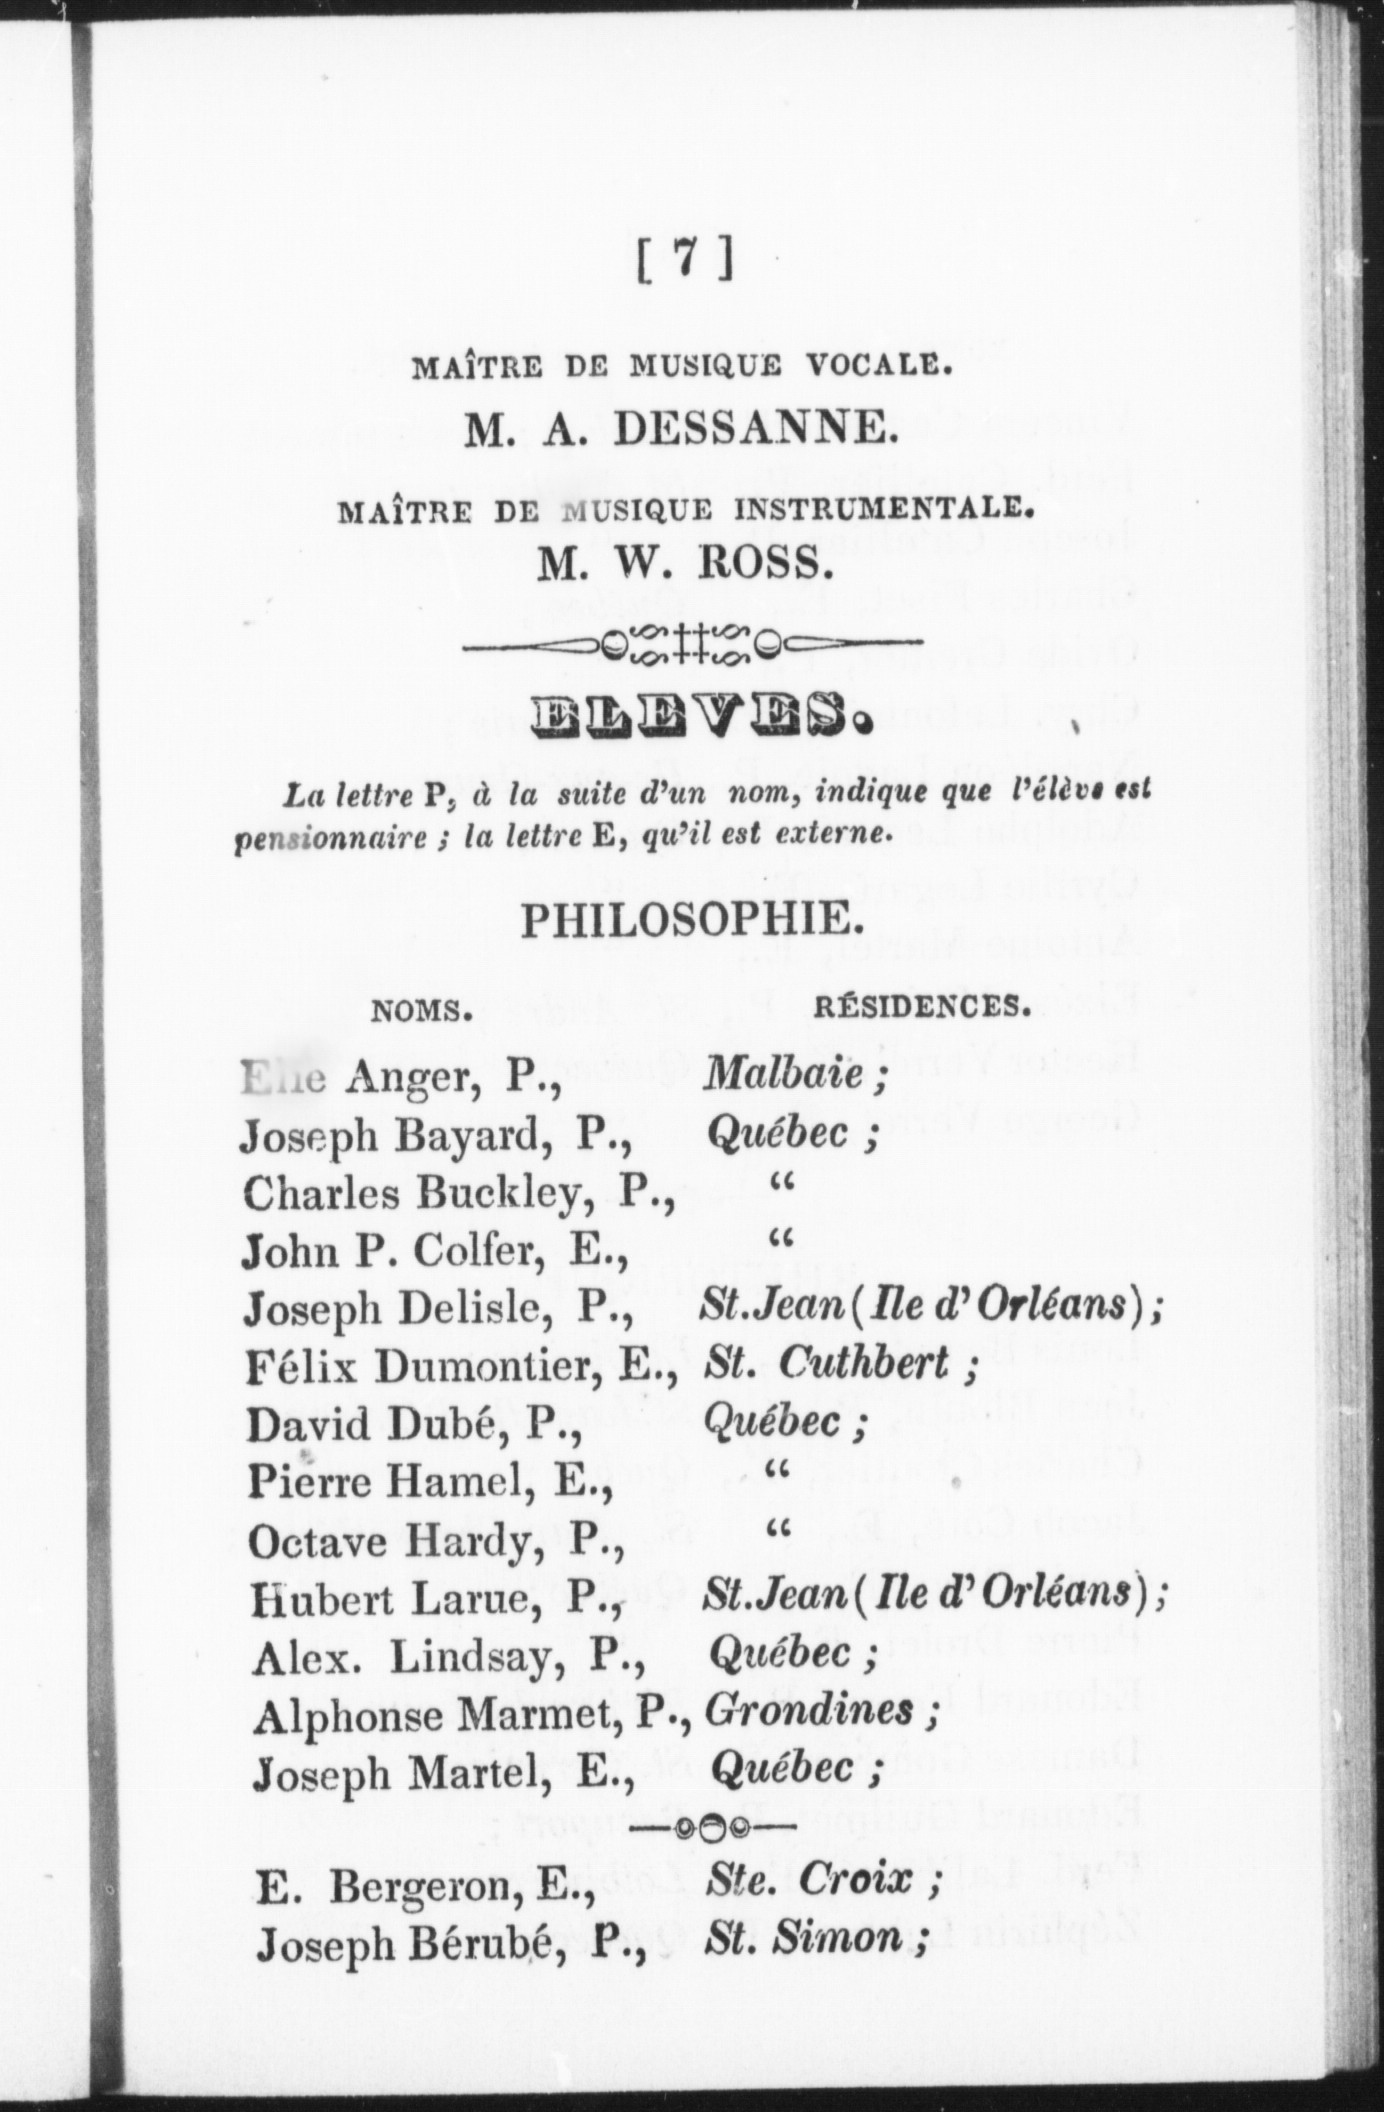 [ 7 ]
MAÎTRE DE MUSIQUE VOCALE.
M. A. DESSANNE.
MAÎTRE DE MUSIQUE INSTRUMENTALE.
M. W. ROSS.
ELEVES.
La lettre P, à la suite d'un nom, indique que l'élève est
pensionnaire ; la lettre E, qu'il est externe.
PHILOSOPHIE.
NOMS. RÉSIDENCES.
Elie Anger, P., Malbaie ;
Joseph Bayard, P., Québec ;
Charles Buckley, P., “
John P. Colfer, E., “
Joseph Delisle, P., St. Jean ( Ile d' Orléans) ;
Félix Dumontier, E., St. Cuthbert ;
David Dubé, P., Québec ;
Pierre Hamel, E., “
Octave Hardy, P., “
Hubert Larue, P., St. Jean ( Ile d' Orléans) ;
Alex. Lindsay, P., Québec ;
Alphonse Marmet, P., Grondines ;
Joseph Martel, E., Québec ;
E. Bergeron, E., Ste. Croix ;
Joseph Bérubé, P., St. Simon ;